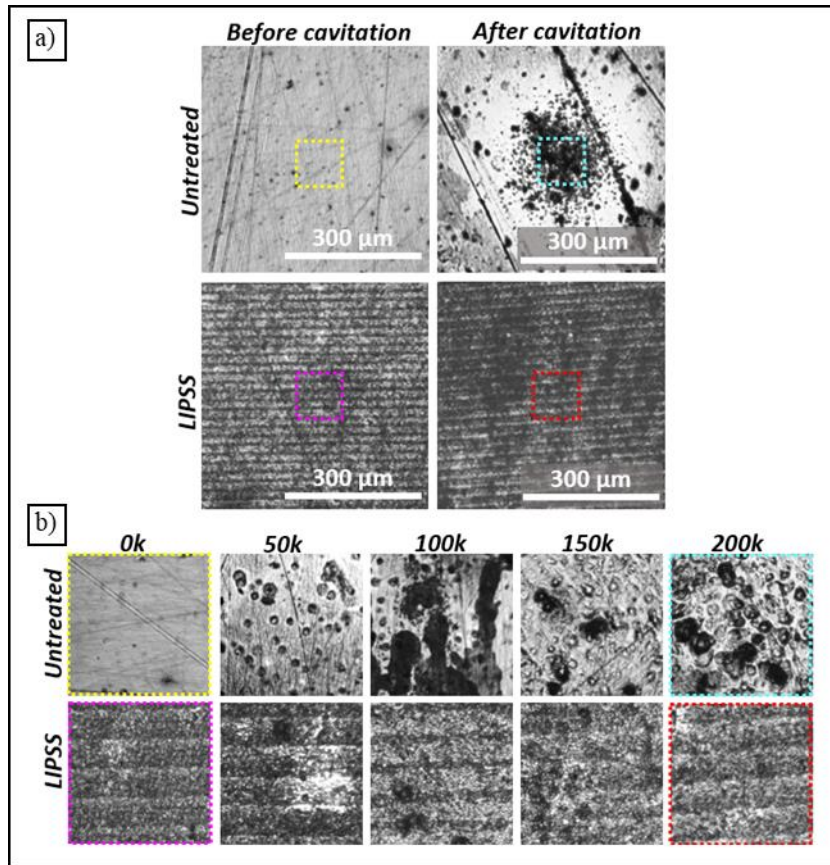 a)
Before cavitation After cavitation
Untreated
300 µm 300 µm
LIPSS
300 µm 300 µm
b)
0k 50k 100k 150k 200k
Untreated
LIPSS